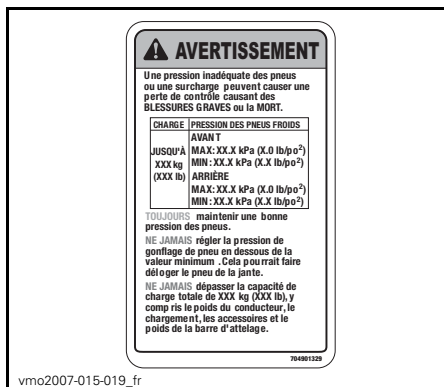 AVERTISSEMENT
Une pression inadéquate des pneus
ou une surcharge peuvent causer une
perte de contrôle causant des
BLESSURES GRAVES ou la MORT.
CHARGE PRESSION DES PNEUS FROIDS
JUSQU'À
XXX kg
(XXX lb)
AVANT
MAX: XX.X kPa (X.0 lb/po²)
MIN: XX.X kPa (X.X lb/po²)
ARRIÈRE
MAX: XX.X kPa (X.0 lb/po²)
MIN: XX.X kPa (X.X lb/po²)
TOUJOURS maintenir une bonne
pression des pneus.
NE JAMAIS régler la pression de
gonflage de pneu en dessous de la
valeur minimum . Cela pourrait faire
déloger le pneu de la jante.
NE JAMAIS dépasser la capacité de
charge totale de XXX kg (XXX lb), y
comp ris le poids du conducteur, le
chargement, les accessoires et le
poids de la barre d'attelage.
704901329
vmo2007-015-019_fr